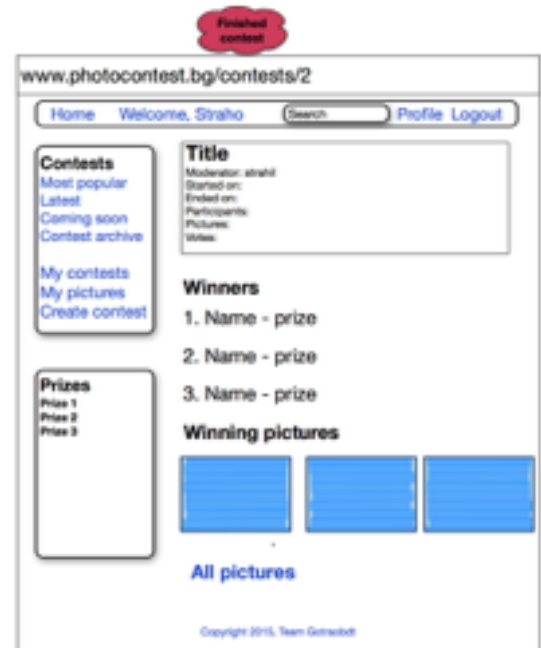 Finished
contest
www.photocontest.bg/contests/2
Home Welcome, Straho Search Profile Logout
Contests
Most popular
Latest
Coming soon
Contest archive
My contests
My pictures
Create contest
Prizes
Prize 1
Prize 2
Prize 3
Title
Moderator: strahil
Started on:
Ended on:
Participants:
Pictures:
Votes:
Winners
1. Name - prize
2. Name - prize
3. Name - prize
Winning pictures
All pictures
Copyright 2015, Team